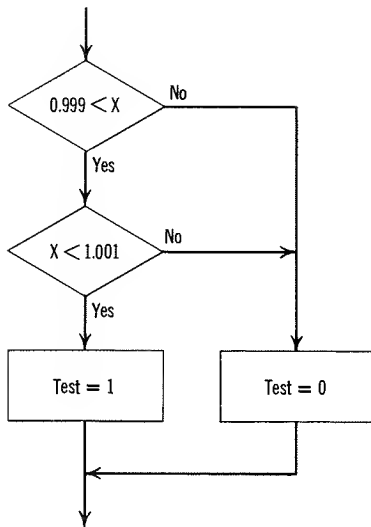 0.999 < X
No
Yes
X < 1.001
No
Yes
Test = 1
Test = 0